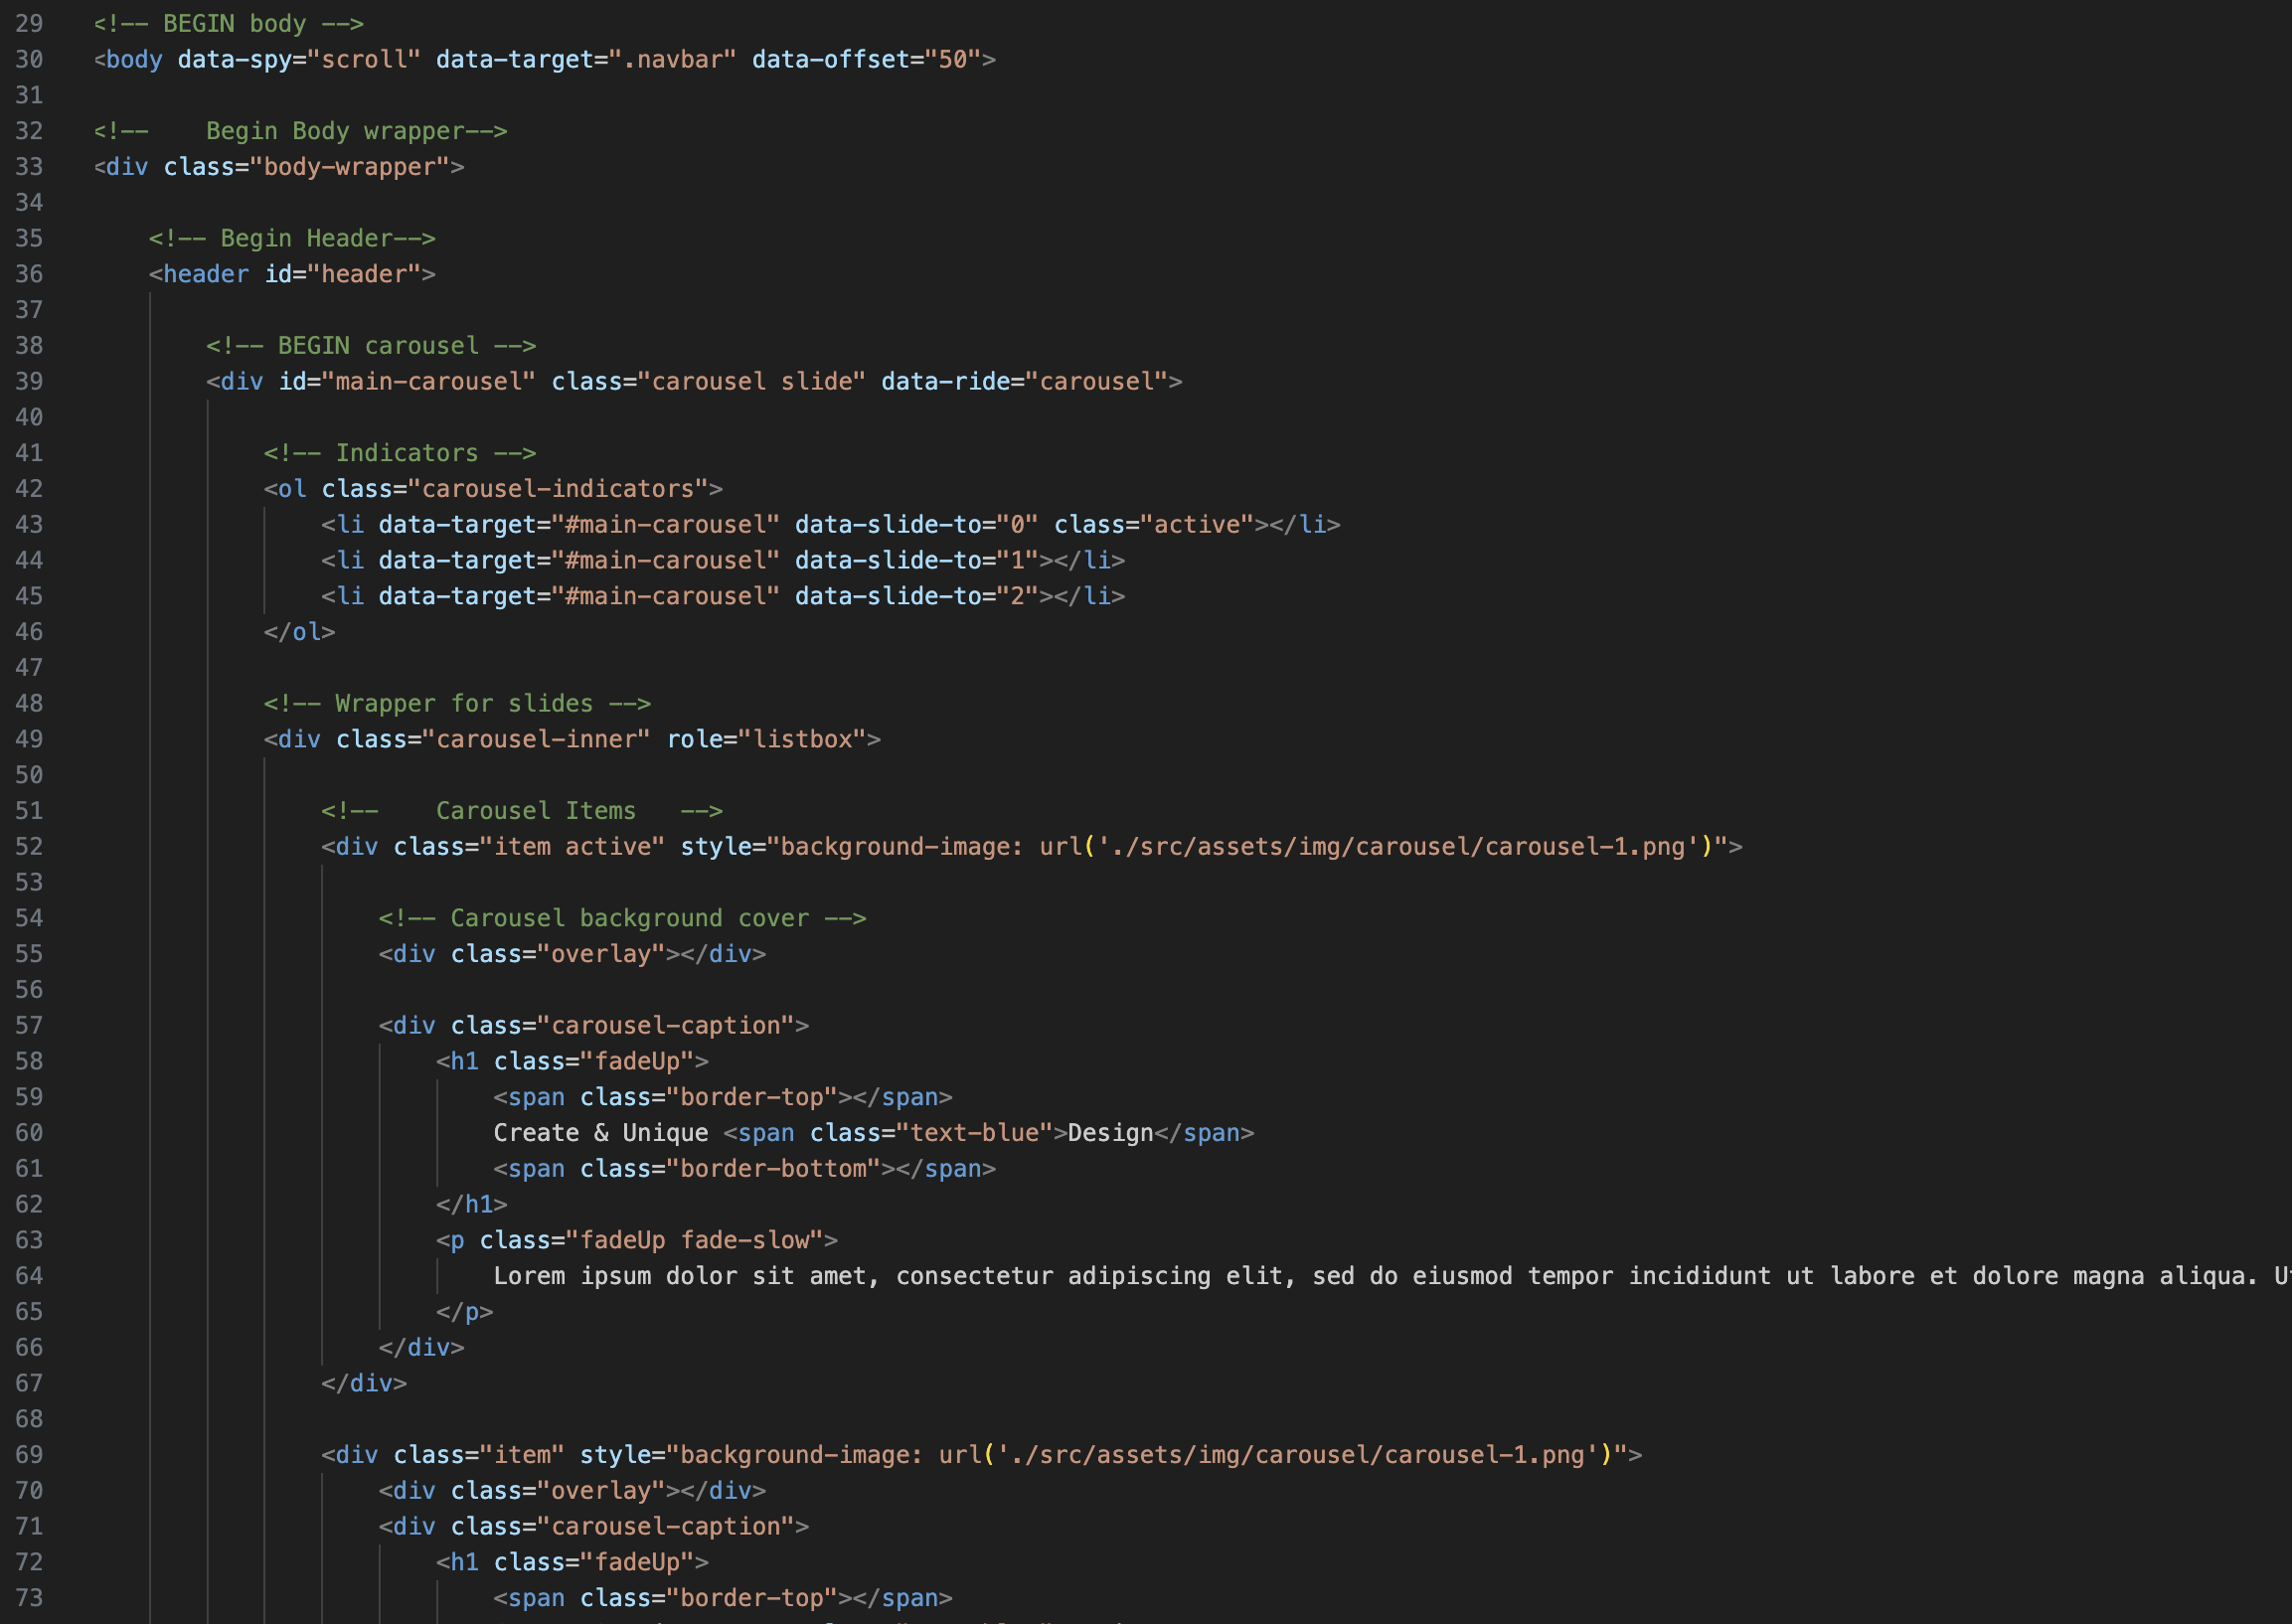 29 <!-- BEGIN body -->
30 <body data-spy="scroll" data-target=".navbar" data-offset="50">
31
32 <!--    Begin Body wrapper-->
33 <div class="body-wrapper">
34
35     <!-- Begin Header-->
36     <header id="header">
37
38         <!-- BEGIN carousel -->
39         <div id="main-carousel" class="carousel slide" data-ride="carousel">
40
41             <!-- Indicators -->
42             <ol class="carousel-indicators">
43                 <li data-target="#main-carousel" data-slide-to="0" class="active"></li>
44                 <li data-target="#main-carousel" data-slide-to="1"></li>
45                 <li data-target="#main-carousel" data-slide-to="2"></li>
46             </ol>
47
48             <!-- Wrapper for slides -->
49             <div class="carousel-inner" role="listbox">
50
51                 <!--    Carousel Items   -->
52                 <div class="item active" style="background-image: url('./src/assets/img/carousel/carousel-1.png')">
53
54                     <!-- Carousel background cover -->
55                     <div class="overlay"></div>
56
57                     <div class="carousel-caption">
58                         <h1 class="fadeUp">
59                             <span class="border-top"></span>
60                             Create & Unique <span class="text-blue">Design</span>
61                             <span class="border-bottom"></span>
62                         </h1>
63                         <p class="fadeUp fade-slow">
64                             Lorem ipsum dolor sit amet, consectetur adipiscing elit, sed do eiusmod tempor incididunt ut labore et dolore magna aliqua.
65                         </p>
66                     </div>
67                 </div>
68
69                 <div class="item" style="background-image: url('./src/assets/img/carousel/carousel-1.png')">
70                     <div class="overlay"></div>
71                     <div class="carousel-caption">
72                         <h1 class="fadeUp">
73                             <span class="border-top"></span>